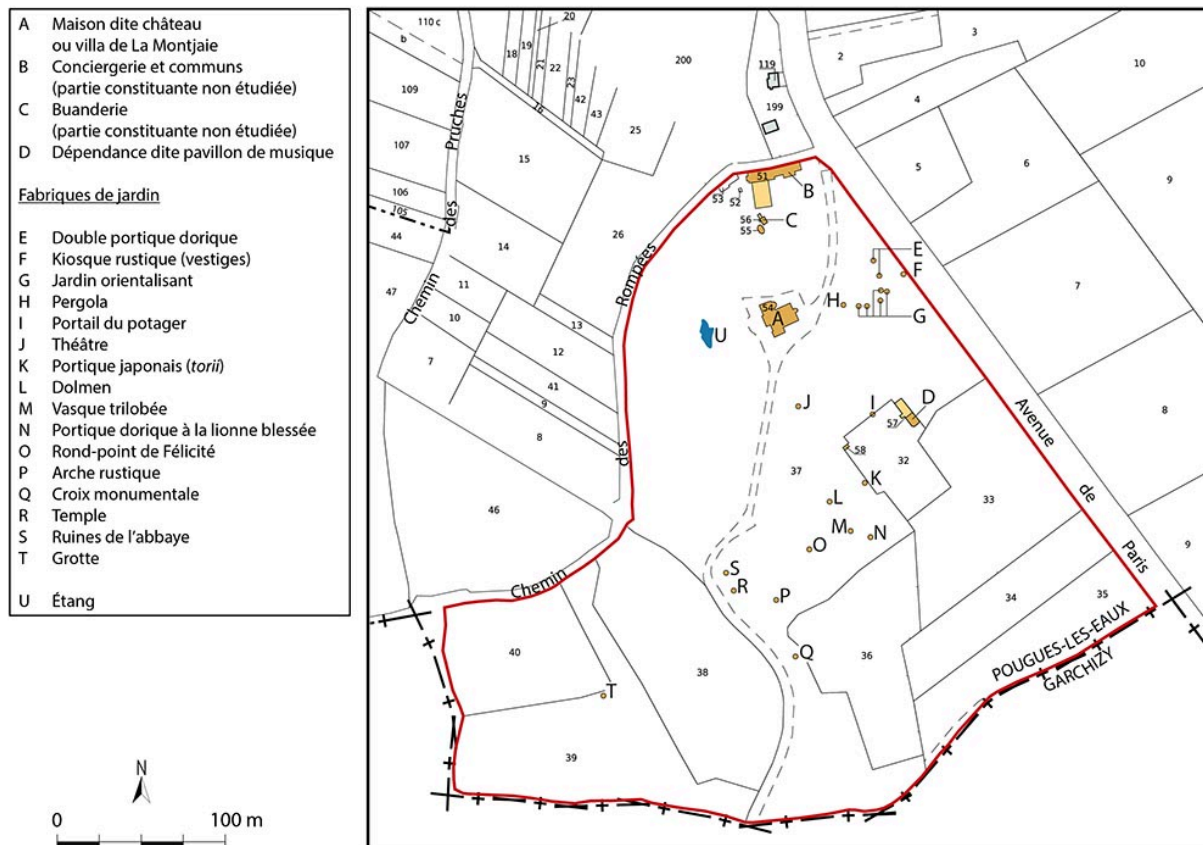 A Maison dite château
ou villa de La Montjaie
B Conciergerie et communs
(partie constituante non étudiée)
C Buanderie
(partie constituante non étudiée)
D Dépendance dite pavillon de musique
Fabriques de jardin
E Double portique dorique
F Kiosque rustique (vestiges)
G Jardin orientalisant
H Pergola
I Portail du potager
J Théâtre
K Portique japonais (torii)
L Dolmen
M Vasque trilobée
N Portique dorique à la lionne blessée
O Rond-point de Félicité
P Arche rustique
Q Croix monumentale
R Temple
S Ruines de l'abbaye
T Grotte
U Étang
N
0 100 m
110 c
b
109
107
106
105
44
47
7
Chemin des Pruches
18
19
20
21
22
23
42
43
16
25
15
14
26
11
10
13
12
41
9
8
46
200
119
199
2
3
4
5
6
10
9
7
8
9
Chemin des Rompées
Avenue de Paris
51
B
53
52
56
55
C
E
F
54
A
H
G
U
J
I
D
57
58
32
37
K
L
33
M
N
O
S
R
P
34
35
Q
36
40
38
T
39
POUGUES-LES-EAUX
GARCHIZY